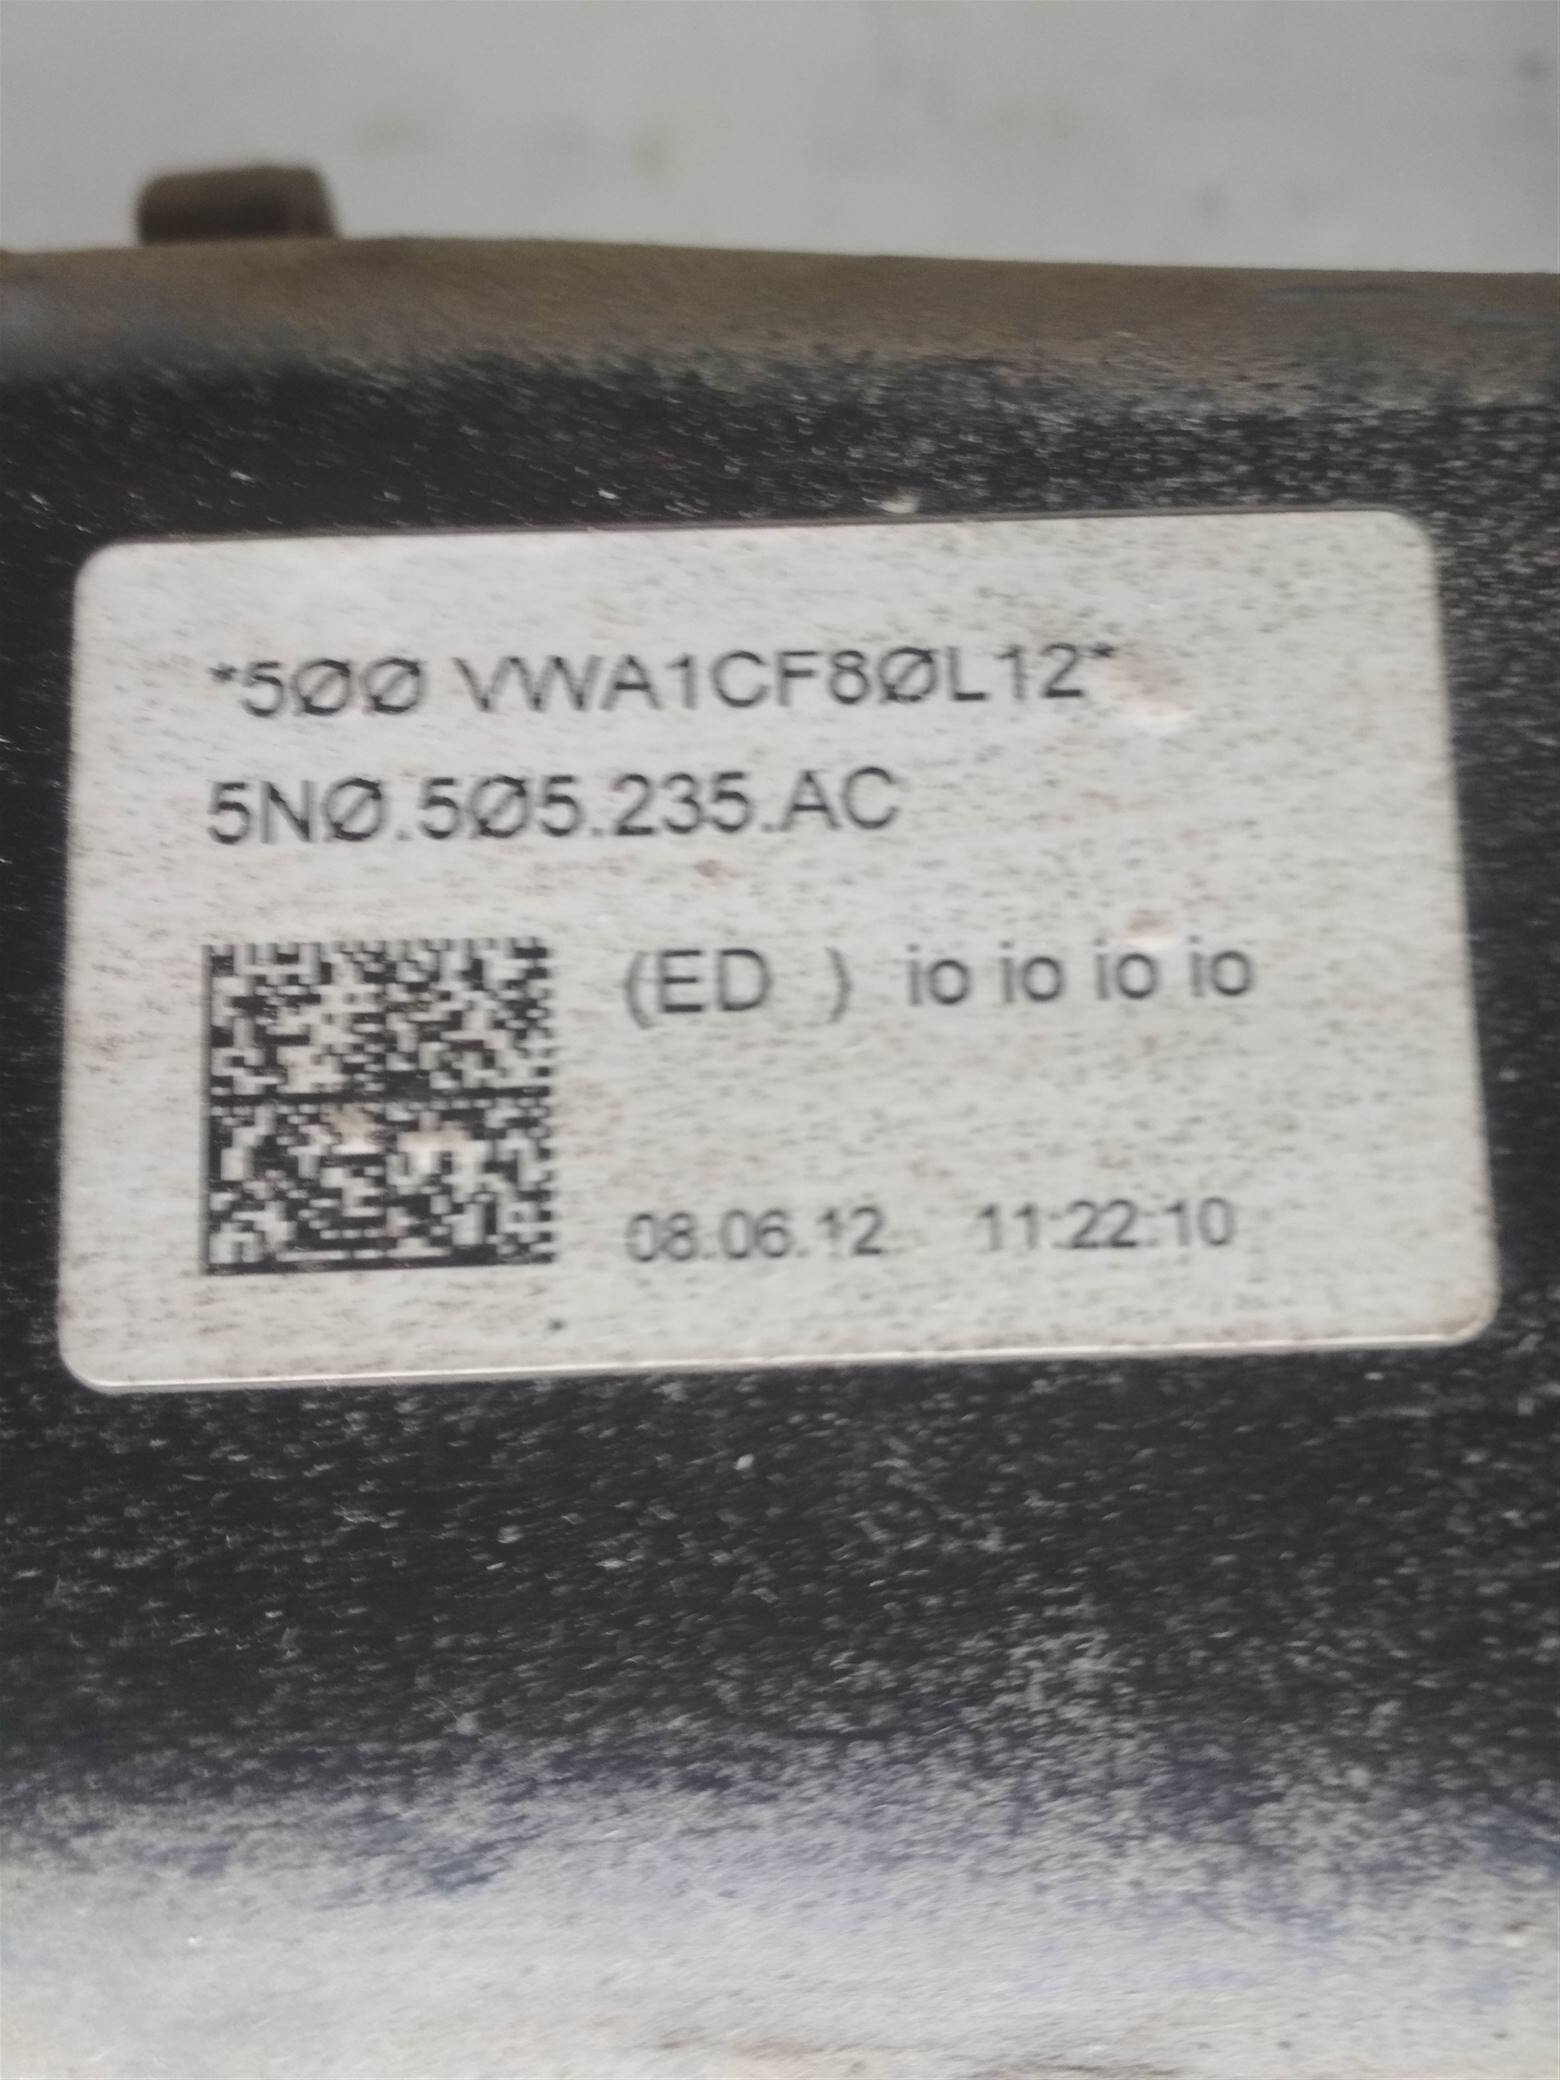 *5ØØ VWA1CF8ØL12*
5NØ.5Ø5.235.AC
(ED ) io io io io
08.06.12 11:22:10